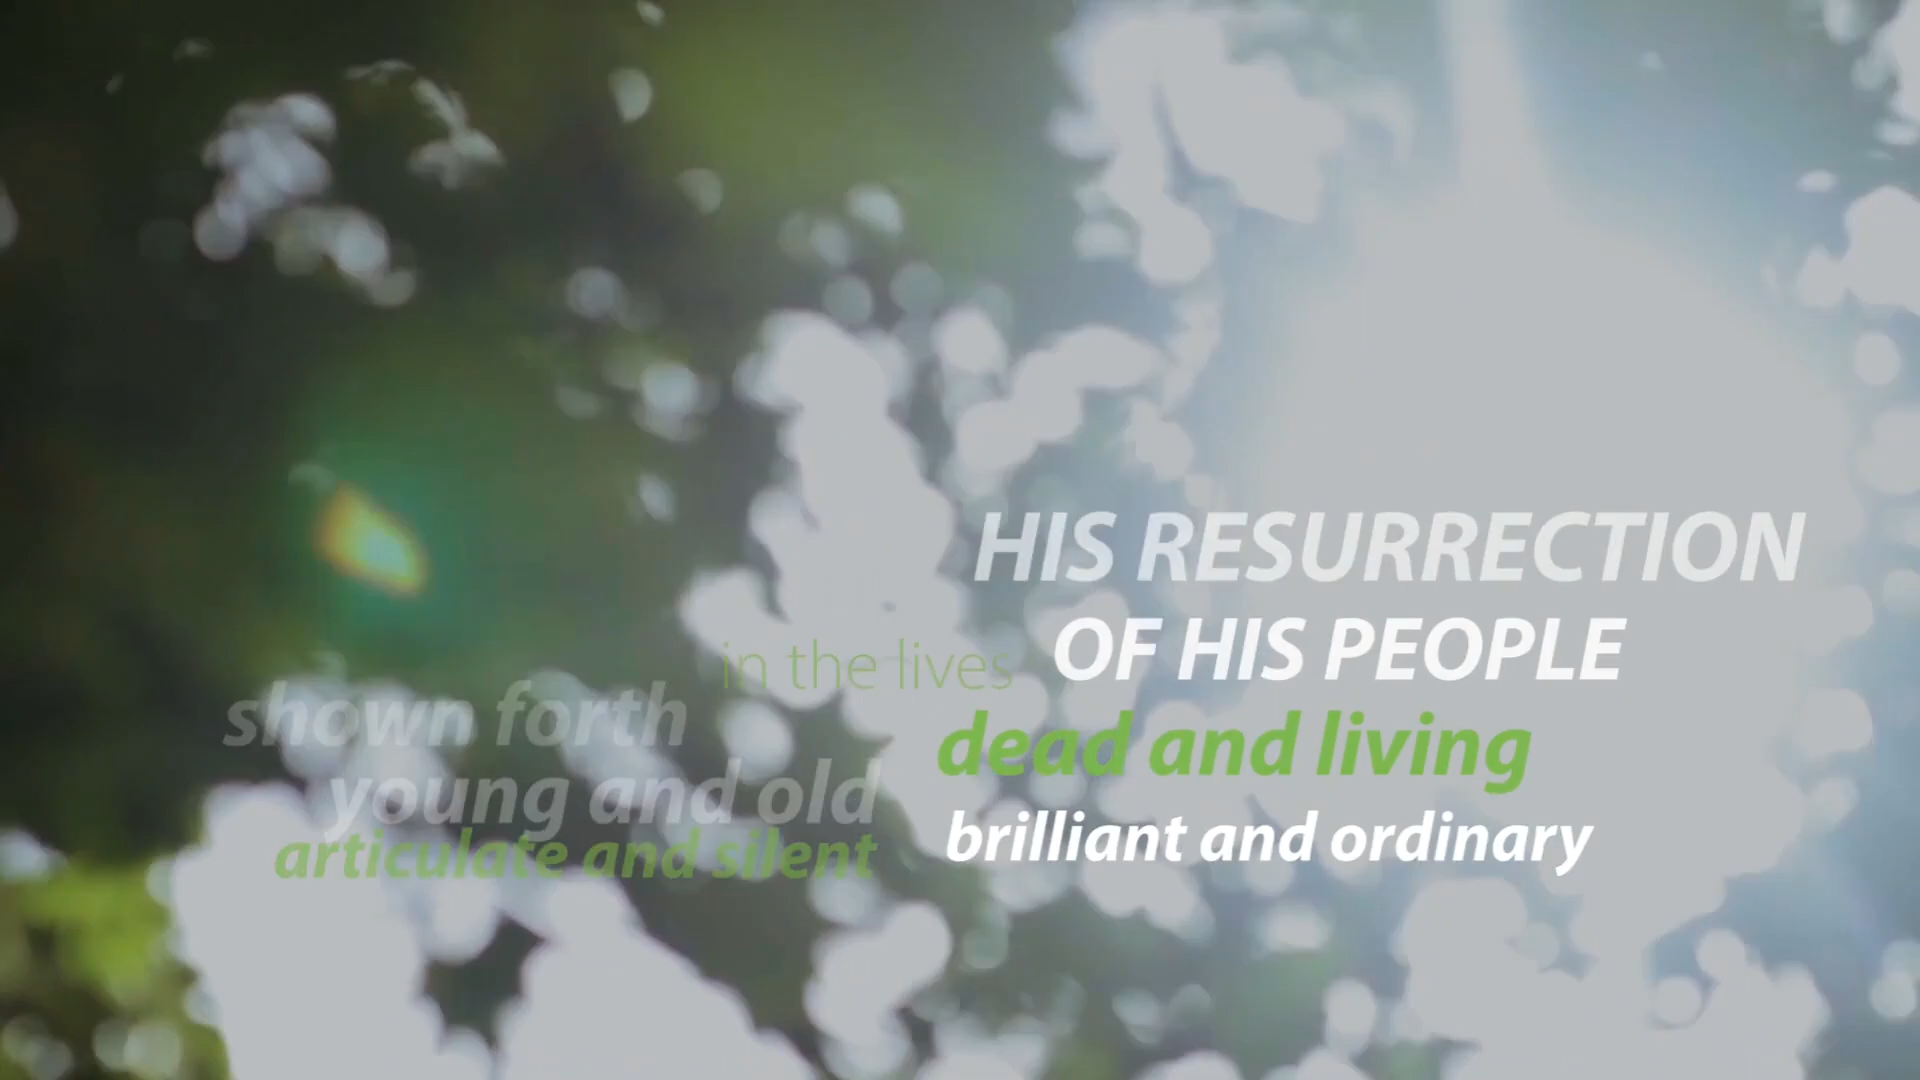 HIS RESURRECTION
in the lives OF HIS PEOPLE
shown forth
dead and living
young and old
brilliant and ordinary
articulate and silent